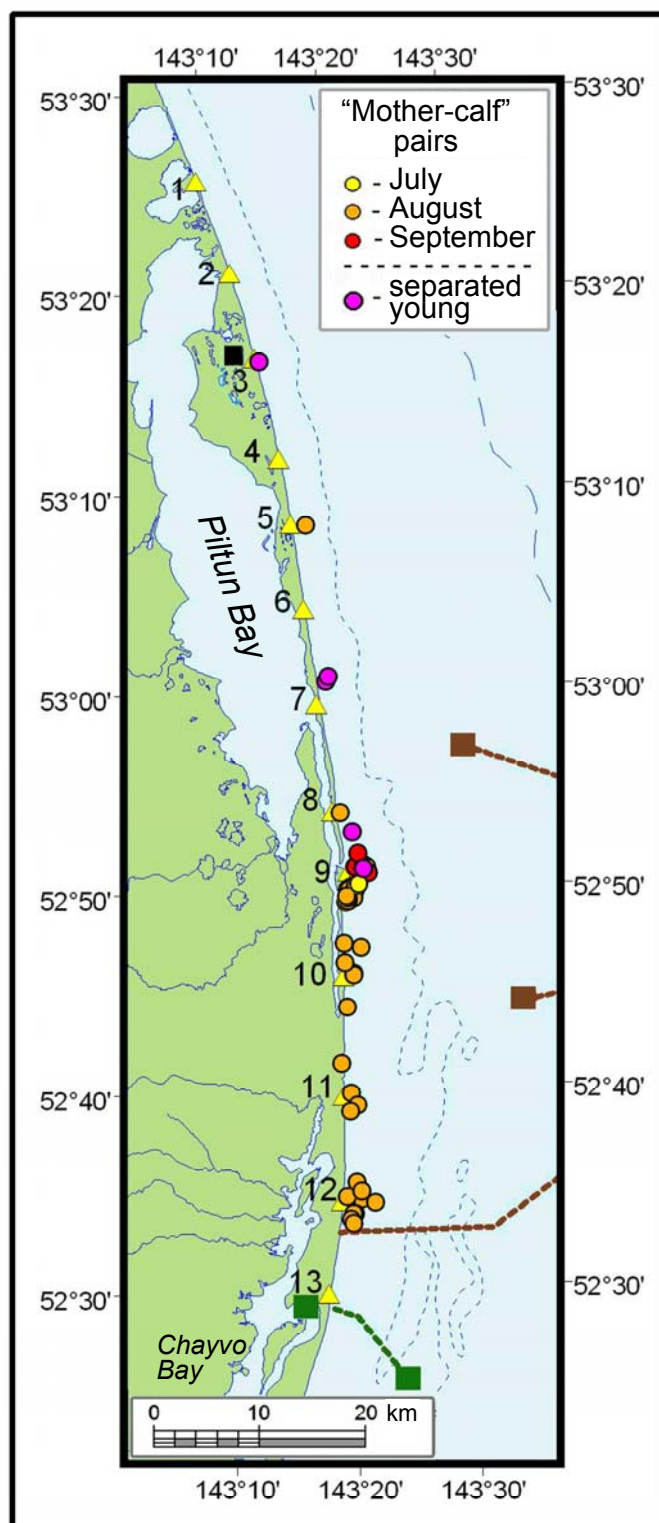 143°10' 143°20' 143°30'
53°30' 53°30'
"Mother-calf"
pairs
- July
- August
- September
- separated
young
1
2
53°20' 53°20'
3
4
53°10' 53°10'
5
Piltun Bay
6
7
53°00' 53°00'
8
9
52°50' 52°50'
10
11
52°40' 52°40'
12
13
52°30' 52°30'
Chayvo
Bay
0 10 20 km
143°10' 143°20' 143°30'